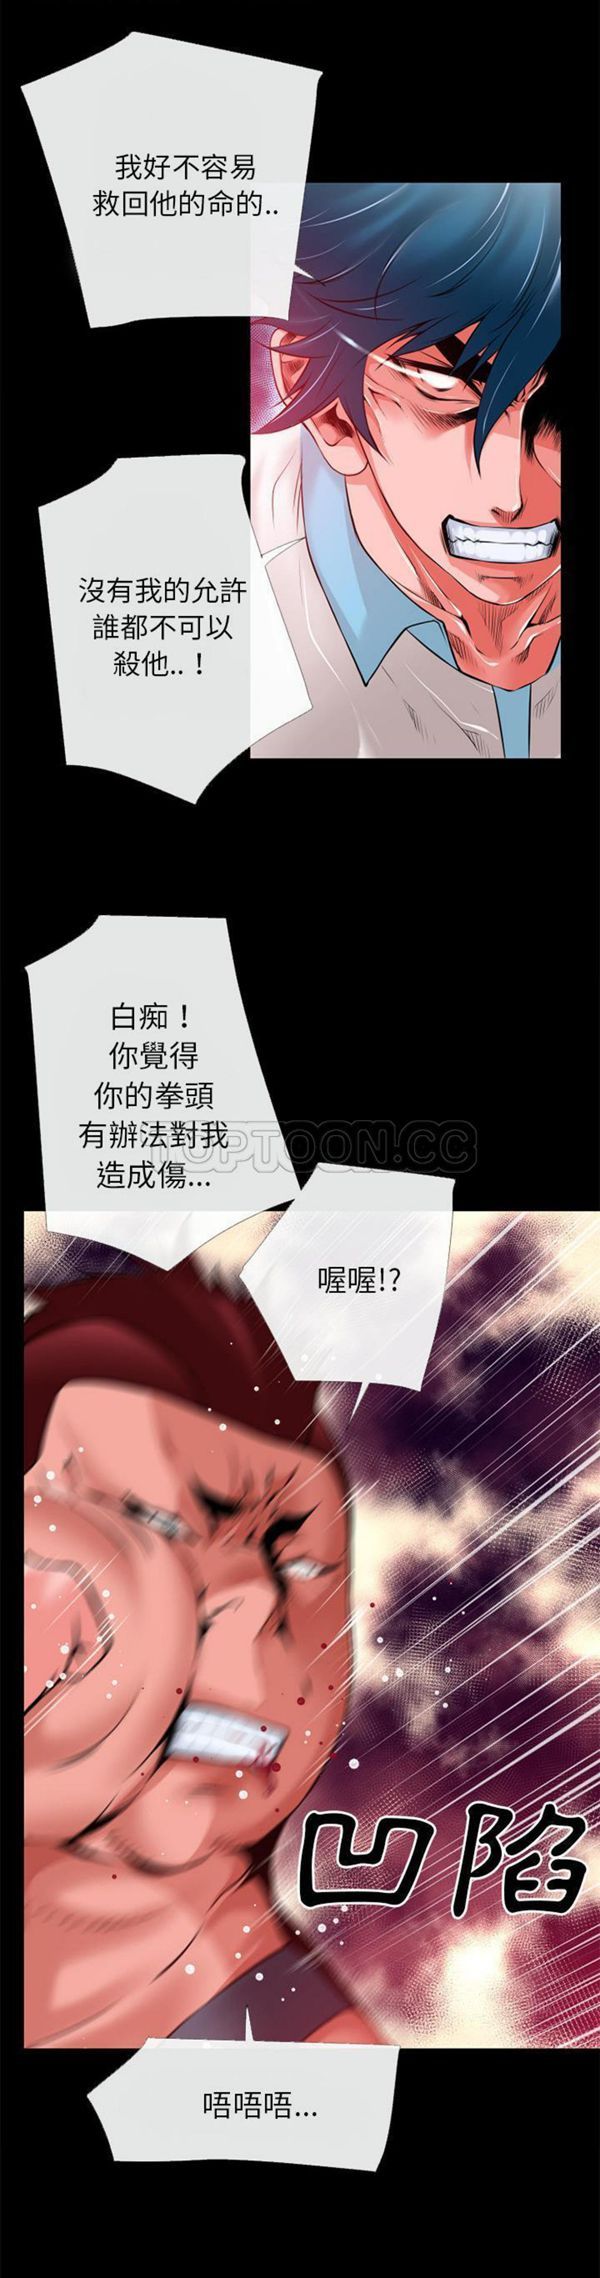 我好不容易
救回他的命的..
沒有我的允許
誰都不可以
殺他..！
白痴！
你覺得
你的拳頭
有辦法對我
造成傷...
TOPTOON.CC
喔喔!?
凹陷
唔唔唔...